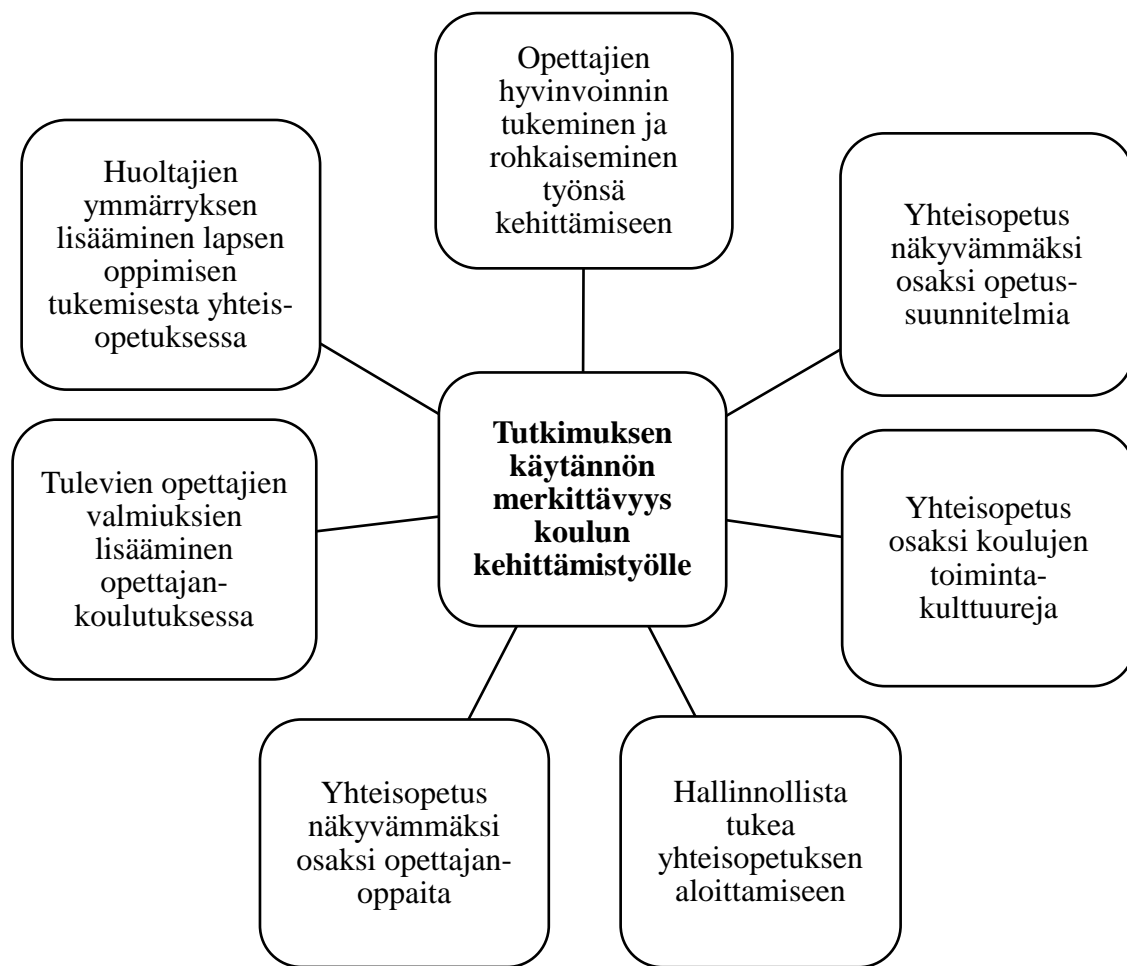 Opettajien
hyvinvoinnin
tukeminen ja
rohkaiseminen
työnsä
kehittämiseen
Huoltajien
ymmärryksen
lisääminen lapsen
oppimisen
tukemisesta yhteis-
opetuksessa
Yhteisopetus
näkyvämmäksi
osaksi opetus-
suunnitelmia
Tutkimuksen
käytännön
merkittävyys
koulun
kehittämistyölle
Tulevien opettajien
valmiuksien
lisääminen
opettajan-
koulutuksessa
Yhteisopetus
osaksi koulujen
toiminta-
kulttuureja
Yhteisopetus
näkyvämmäksi
osaksi opettajan-
oppaita
Hallinnollista
tukea
yhteisopetuksen
aloittamiseen